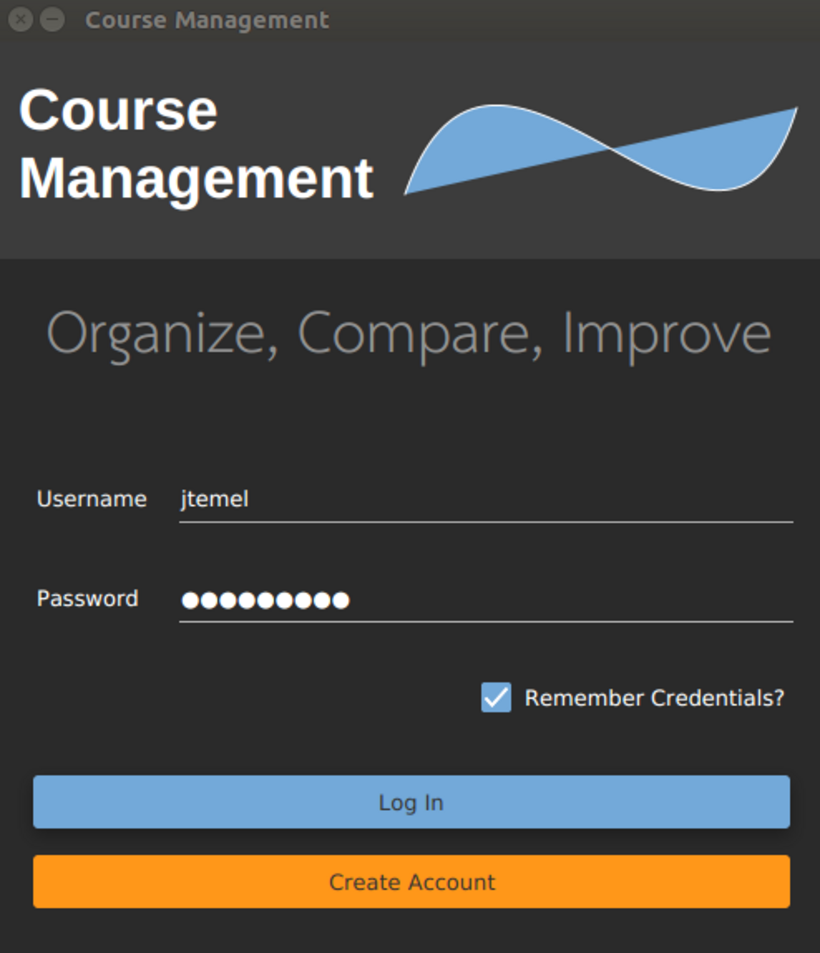 Course Management
Course
Management
Organize, Compare, Improve
Username jtemel
Password ●●●●●●●●●
Remember Credentials?
Log In
Create Account